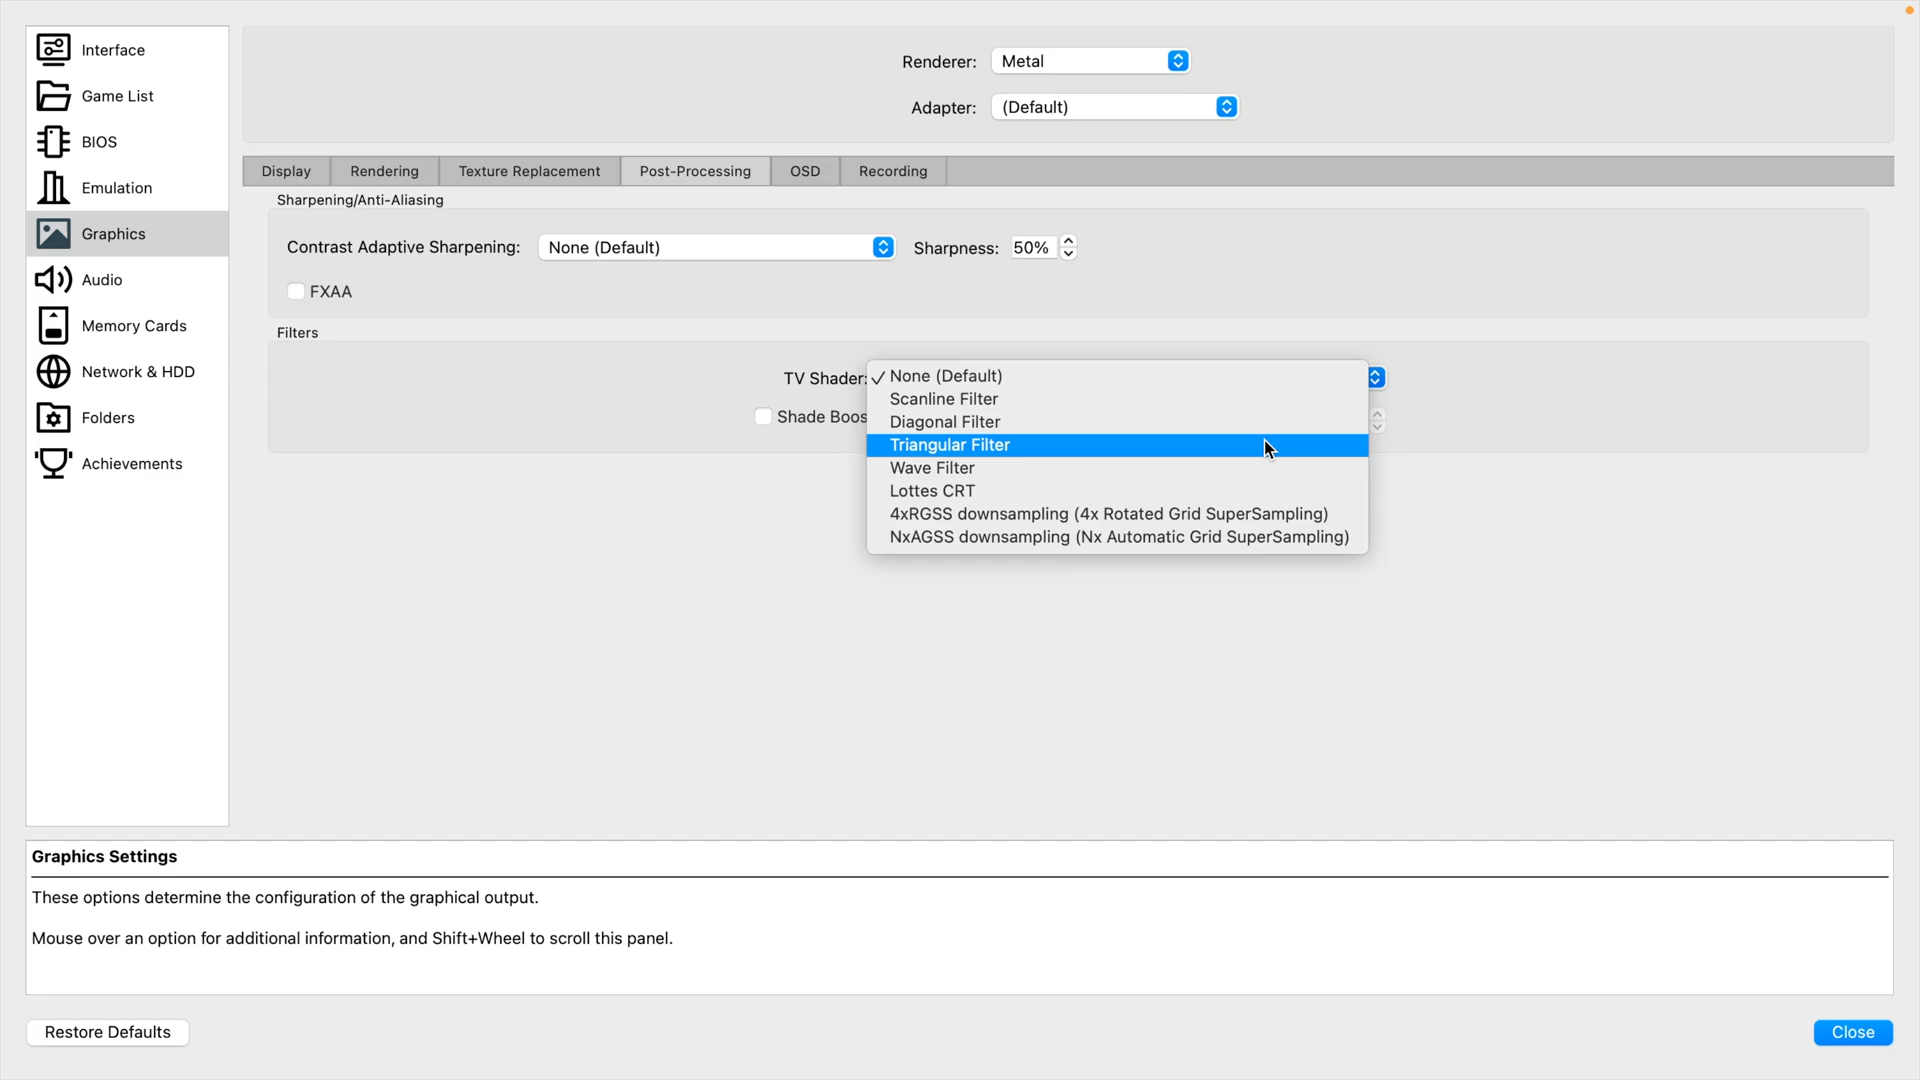 Interface
Game List
BIOS
Emulation
Graphics
Audio
Memory Cards
Network & HDD
Folders
Achievements
Renderer: Metal
Adapter: (Default)
Display Rendering Texture Replacement Post-Processing OSD Recording
Sharpening/Anti-Aliasing
Contrast Adaptive Sharpening: None (Default) Sharpness: 50%
FXAA
Filters
TV Shader:
Shade Boos
✓ None (Default)
Scanline Filter
Diagonal Filter
Triangular Filter
Wave Filter
Lottes CRT
4xRGSS downsampling (4x Rotated Grid SuperSampling)
NxAGSS downsampling (Nx Automatic Grid SuperSampling)
Graphics Settings
These options determine the configuration of the graphical output.
Mouse over an option for additional information, and Shift+Wheel to scroll this panel.
Restore Defaults
Close